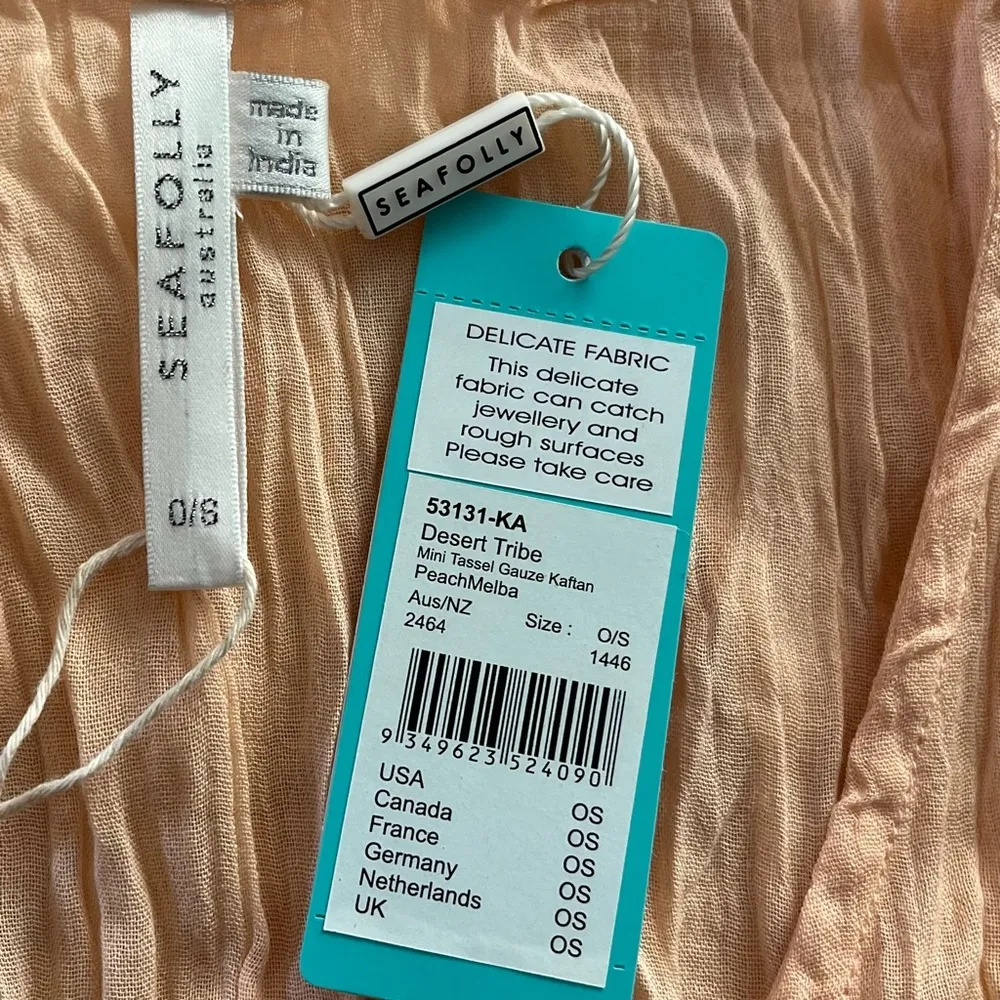 SEAFOLLY
australia
O/S
made
in
India
SEAFOLLY
DELICATE FABRIC
This delicate
fabric can catch
jewellery and
rough surfaces
Please take care
53131-KA
Desert Tribe
Mini Tassel Gauze Kaftan
PeachMelba
Aus/NZ Size : O/S
2464 1446
9 349623 524090
USA OS
Canada OS
France OS
Germany OS
Netherlands OS
UK OS